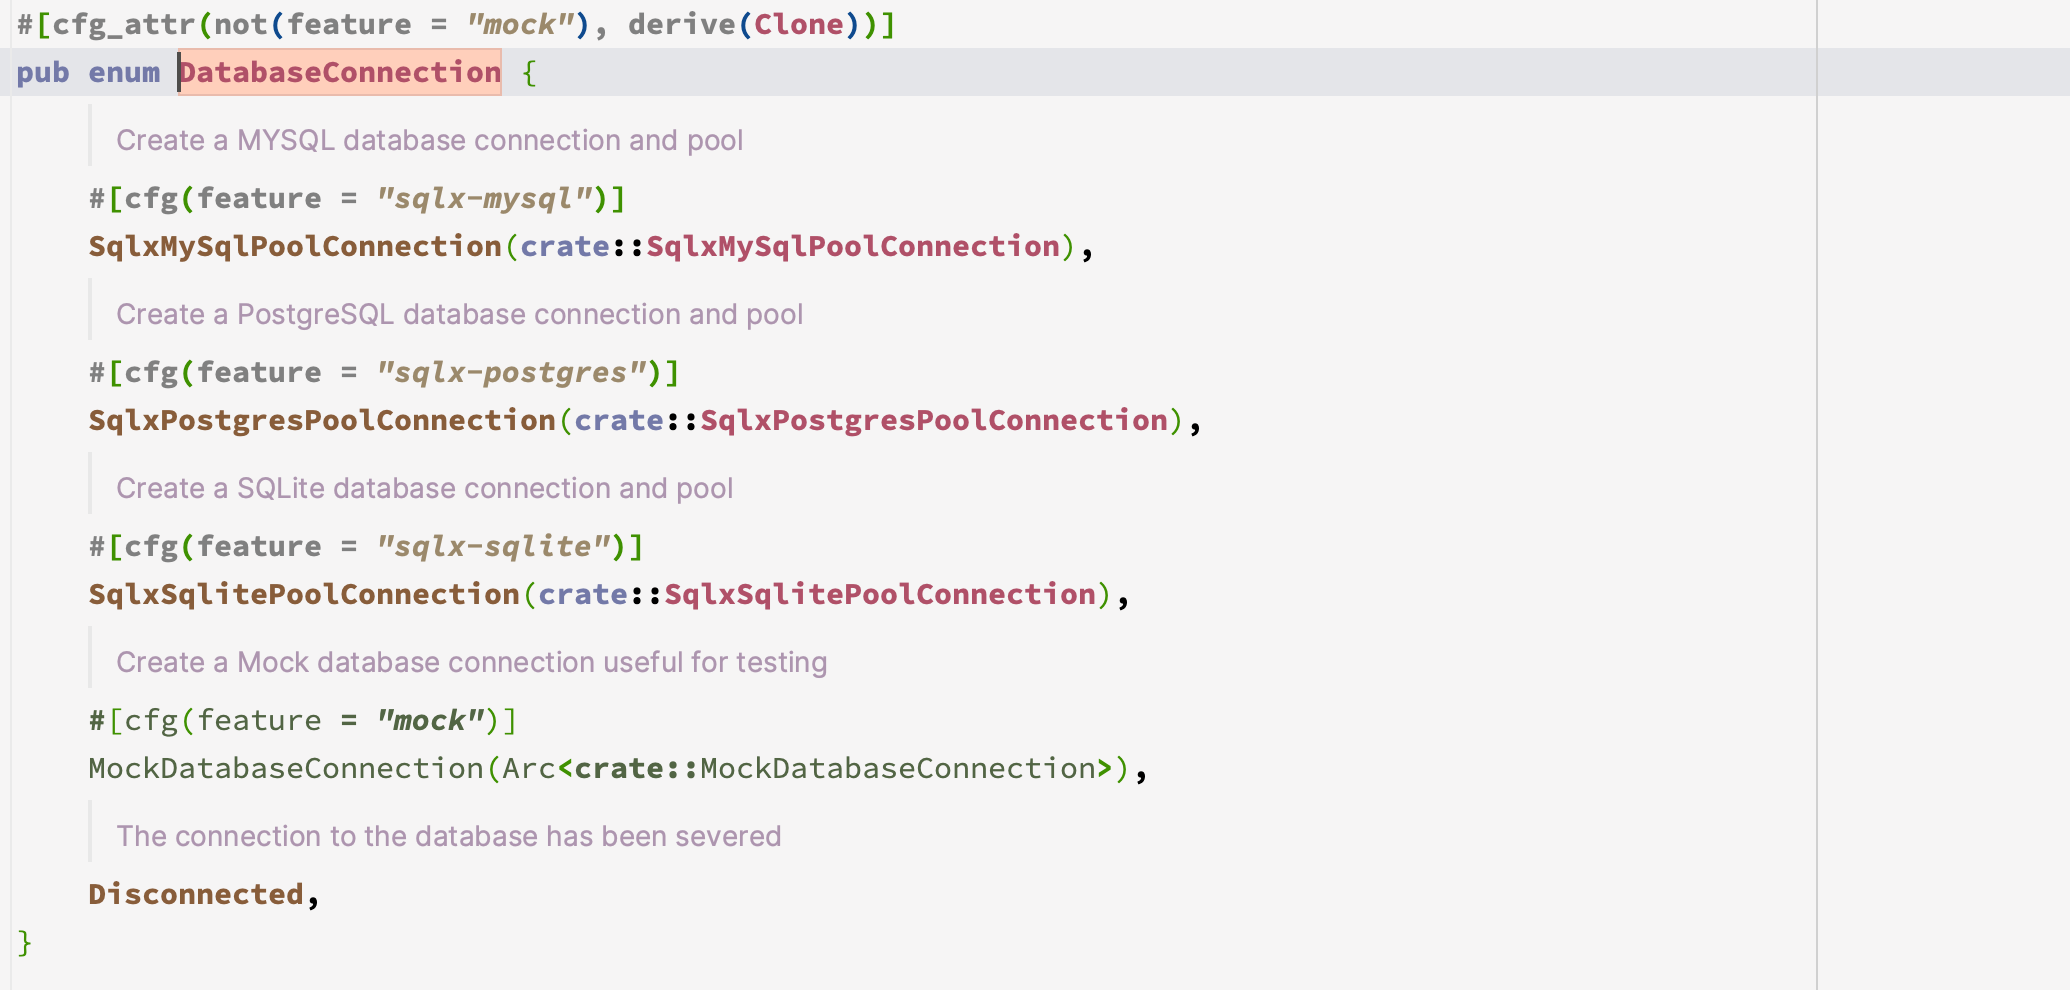 #[cfg_attr(not(feature = "mock"), derive(Clone))]
pub enum DatabaseConnection {
Create a MYSQL database connection and pool
#[cfg(feature = "sqlx-mysql")]
SqlxMySqlPoolConnection(crate::SqlxMySqlPoolConnection),
Create a PostgreSQL database connection and pool
#[cfg(feature = "sqlx-postgres")]
SqlxPostgresPoolConnection(crate::SqlxPostgresPoolConnection),
Create a SQLite database connection and pool
#[cfg(feature = "sqlx-sqlite")]
SqlxSqlitePoolConnection(crate::SqlxSqlitePoolConnection),
Create a Mock database connection useful for testing
#[cfg(feature = "mock")]
MockDatabaseConnection(Arc<crate::MockDatabaseConnection>),
The connection to the database has been severed
Disconnected,
}